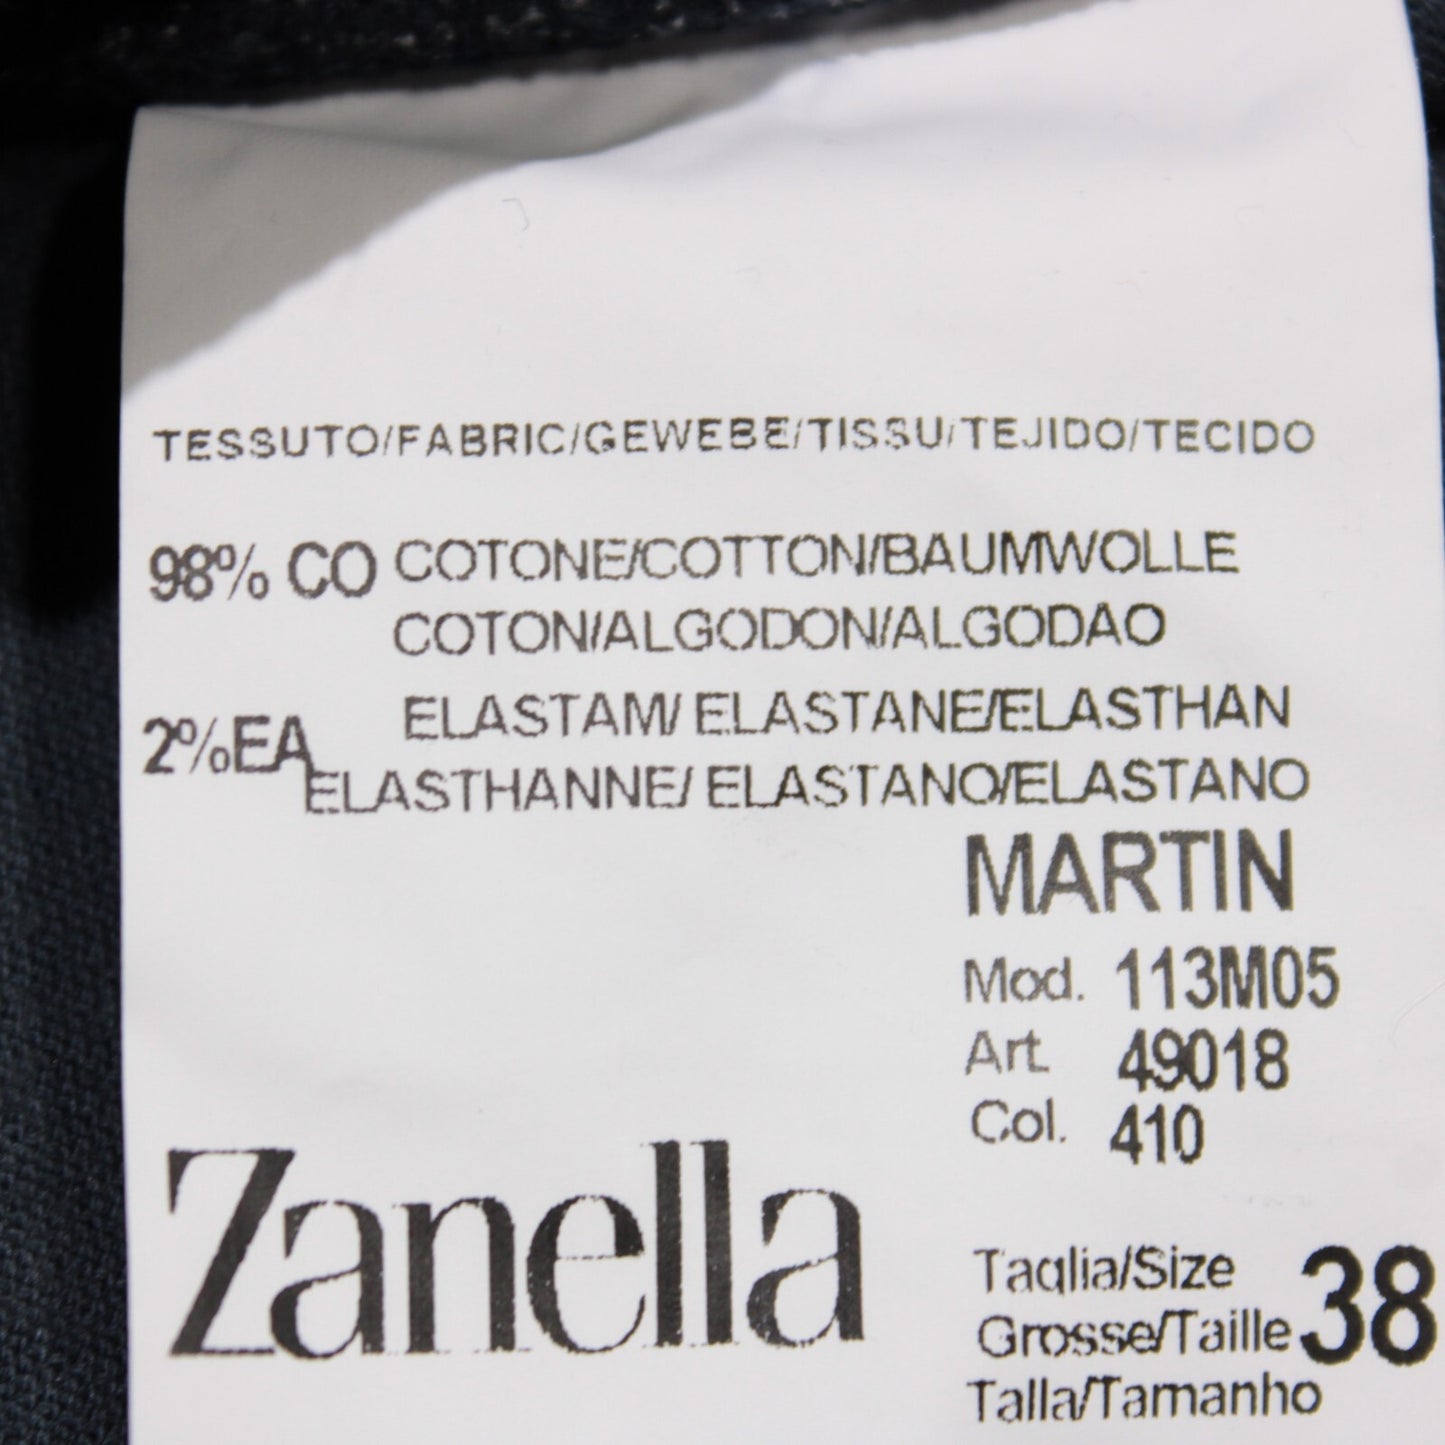 TESSUTO/FABRIC/GEWEBE/TISSU/TEJIDO/TECIDO
98% CO COTONE/COTTON/BAUMWOLLE
COTON/ALGODON/ALGODAO
2%EA ELASTAM/ ELASTANE/ELASTHAN
ELASTHANNE/ ELASTANO/ELASTANO
MARTIN
Mod. 113M05
Art. 49018
Col. 410
Zanella
Taglia/Size
Grosse/Taille 38
Talla/Tamanho